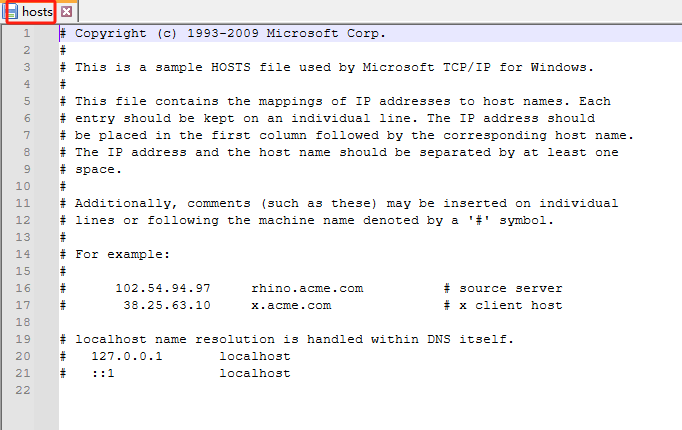 hosts
1 # Copyright (c) 1993-2009 Microsoft Corp.
2 #
3 # This is a sample HOSTS file used by Microsoft TCP/IP for Windows.
4 #
5 # This file contains the mappings of IP addresses to host names. Each
6 # entry should be kept on an individual line. The IP address should
7 # be placed in the first column followed by the corresponding host name.
8 # The IP address and the host name should be separated by at least one
9 # space.
10 #
11 # Additionally, comments (such as these) may be inserted on individual
12 # lines or following the machine name denoted by a '#' symbol.
13 #
14 # For example:
15 #
16 #      102.54.94.97     rhino.acme.com          # source server
17 #       38.25.63.10     x.acme.com              # x client host
18
19 # localhost name resolution is handled within DNS itself.
20 #   127.0.0.1       localhost
21 #   ::1             localhost
22